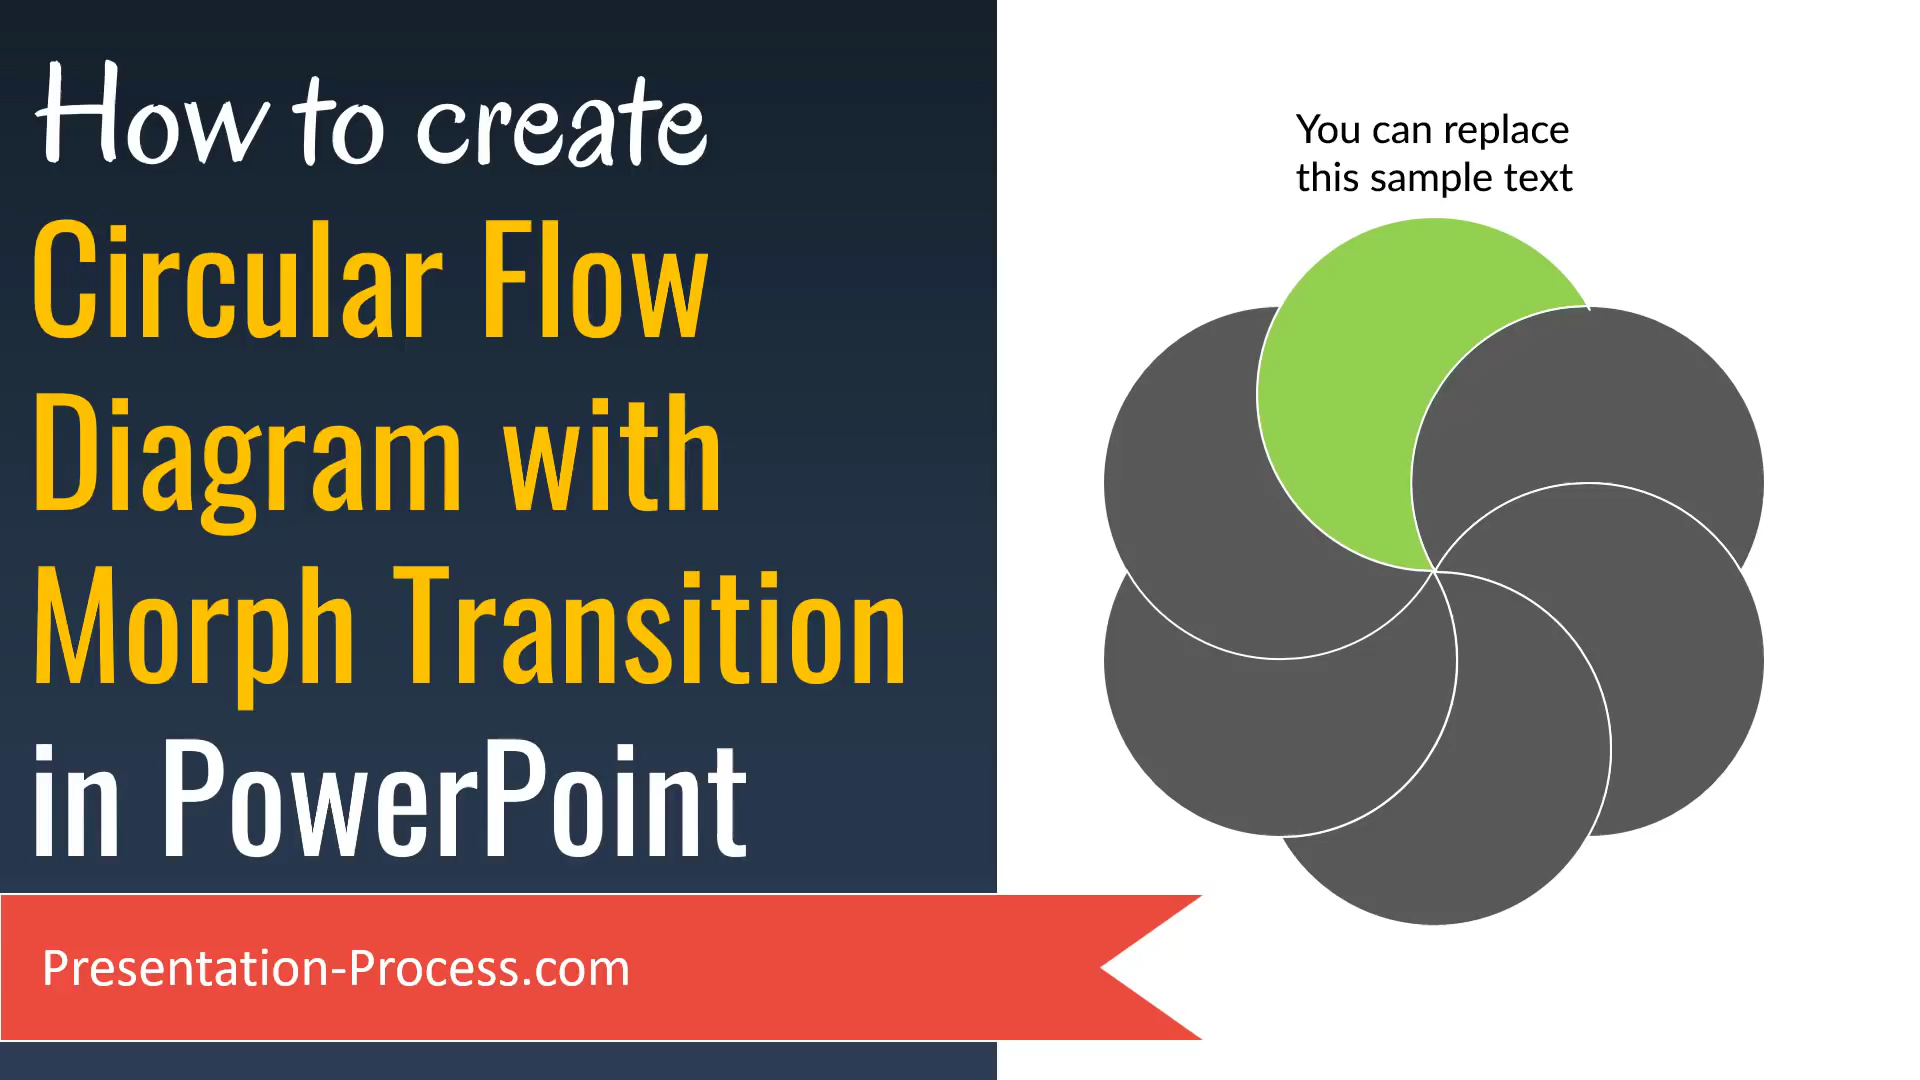 How to create
Circular Flow
Diagram with
Morph Transition
in PowerPoint
Presentation-Process.com
You can replace
this sample text